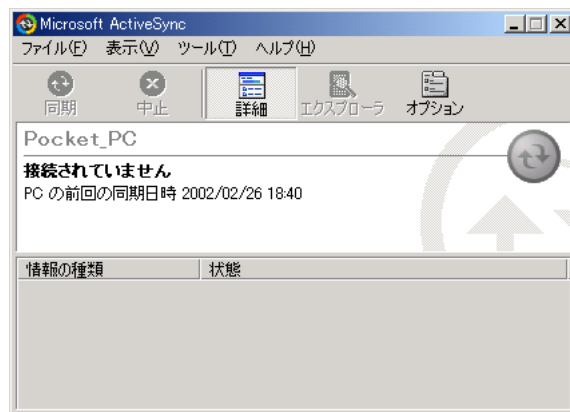 Microsoft ActiveSync
ファイル(F) 表示(V) ツール(T) ヘルプ(H)
同期 中止 詳細 エクスプローラ オプション
Pocket_PC
接続されていません
PC の前回の同期日時 2002/02/26 18:40
情報の種類 状態